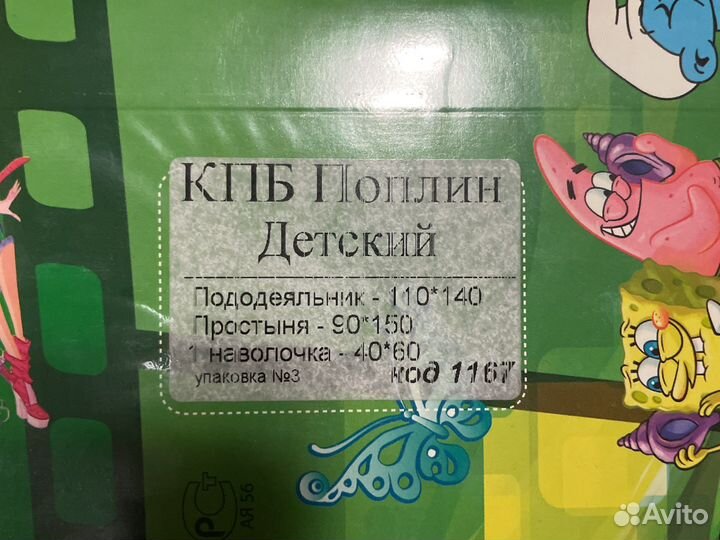 КПБ Поплин
Детский
Пододеяльник - 110*140
Простыня - 90*150
1 наволочка - 40*60
упаковка №3 код 1167
РСТ
АЯ 56
Avito